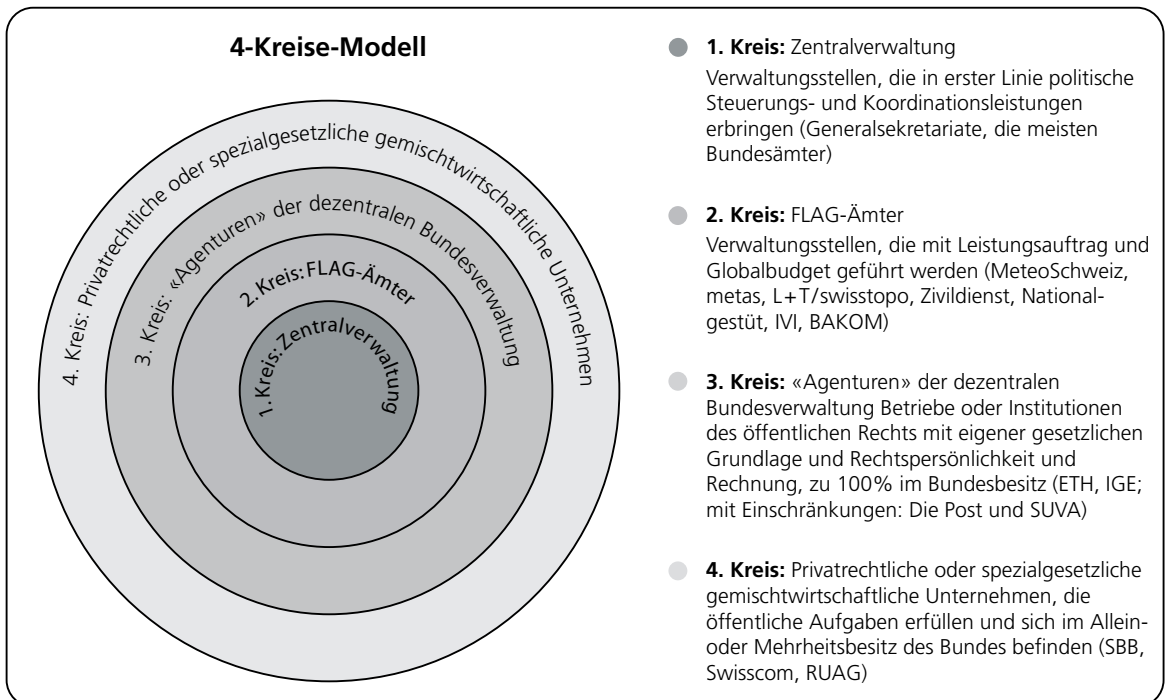 4-Kreise-Modell
4. Kreis: Privatrechtliche oder spezialgesetzliche gemischtwirtschaftliche Unternehmen
3. Kreis: «Agenturen» der dezentralen Bundesverwaltung
2. Kreis: FLAG-Ämter
1. Kreis: Zentralverwaltung
1. Kreis: Zentralverwaltung
Verwaltungsstellen, die in erster Linie politische
Steuerungs- und Koordinationsleistungen
erbringen (Generalsekretariate, die meisten
Bundesämter)
2. Kreis: FLAG-Ämter
Verwaltungsstellen, die mit Leistungsauftrag und
Globalbudget geführt werden (MeteoSchweiz,
metas, L+T/swisstopo, Zivildienst, National-
gestüt, IVI, BAKOM)
3. Kreis: «Agenturen» der dezentralen
Bundesverwaltung Betriebe oder Institutionen
des öffentlichen Rechts mit eigener gesetzlichen
Grundlage und Rechtspersönlichkeit und
Rechnung, zu 100% im Bundesbesitz (ETH, IGE;
mit Einschränkungen: Die Post und SUVA)
4. Kreis: Privatrechtliche oder spezialgesetzliche
gemischtwirtschaftliche Unternehmen, die
öffentliche Aufgaben erfüllen und sich im Allein-
oder Mehrheitsbesitz des Bundes befinden (SBB,
Swisscom, RUAG)